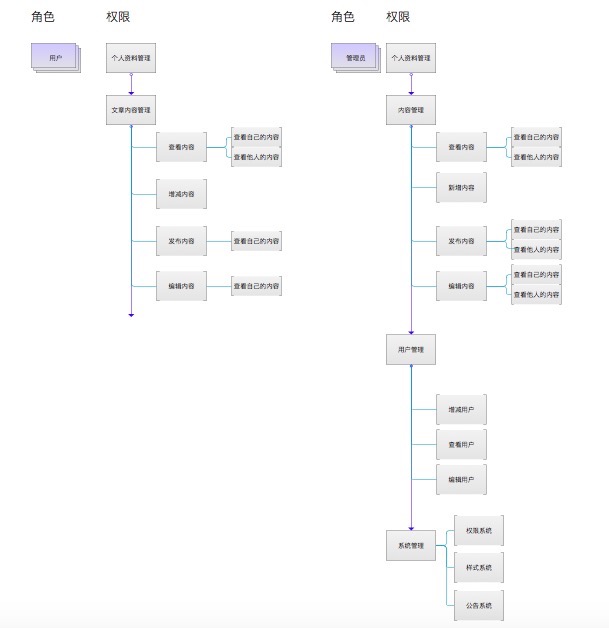 角色
权限
用户
个人资料管理
文章内容管理
查看内容
查看自己的内容
查看他人的内容
增减内容
发布内容
查看自己的内容
编辑内容
查看自己的内容
角色
权限
管理员
个人资料管理
内容管理
查看内容
查看自己的内容
查看他人的内容
新增内容
发布内容
查看自己的内容
查看他人的内容
编辑内容
查看自己的内容
查看他人的内容
用户管理
增减用户
查看用户
编辑用户
系统管理
权限系统
样式系统
公告系统